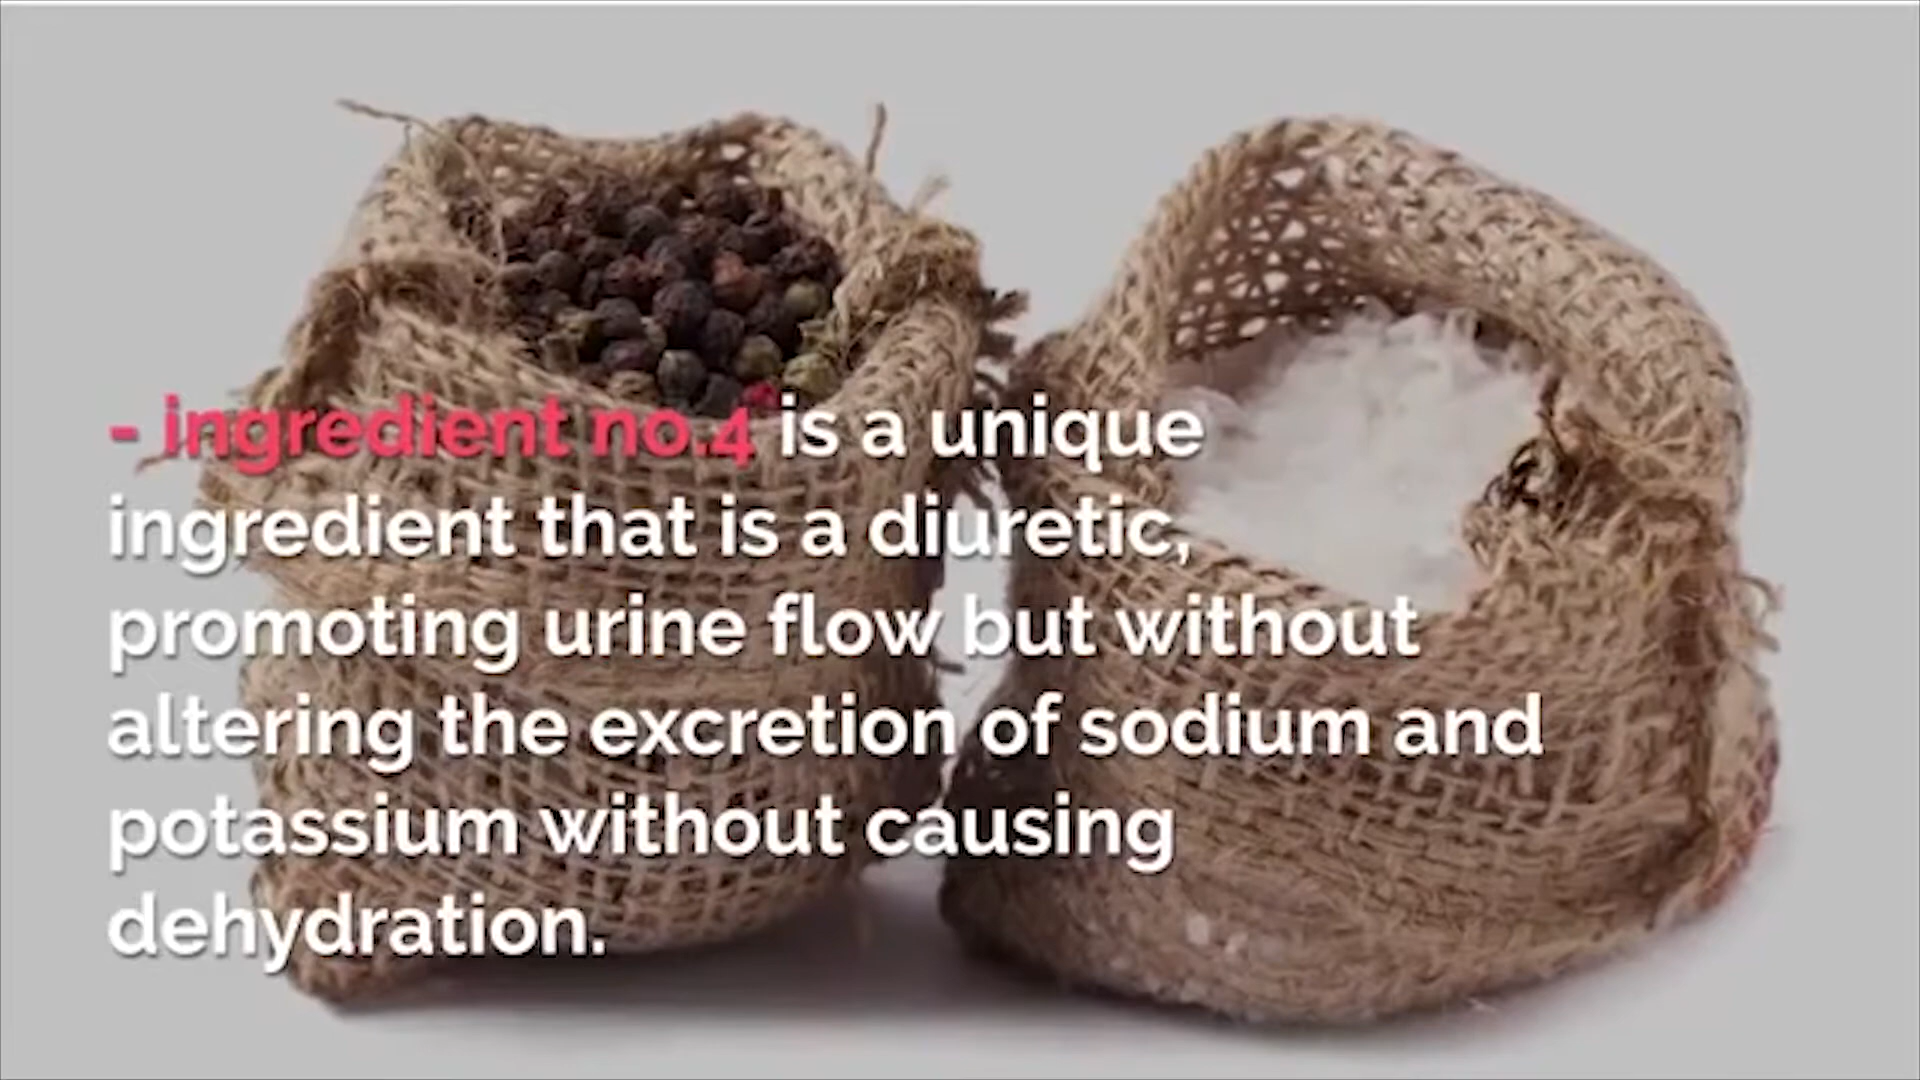 - ingredient no.4 is a unique
ingredient that is a diuretic,
promoting urine flow but without
altering the excretion of sodium and
potassium without causing
dehydration.